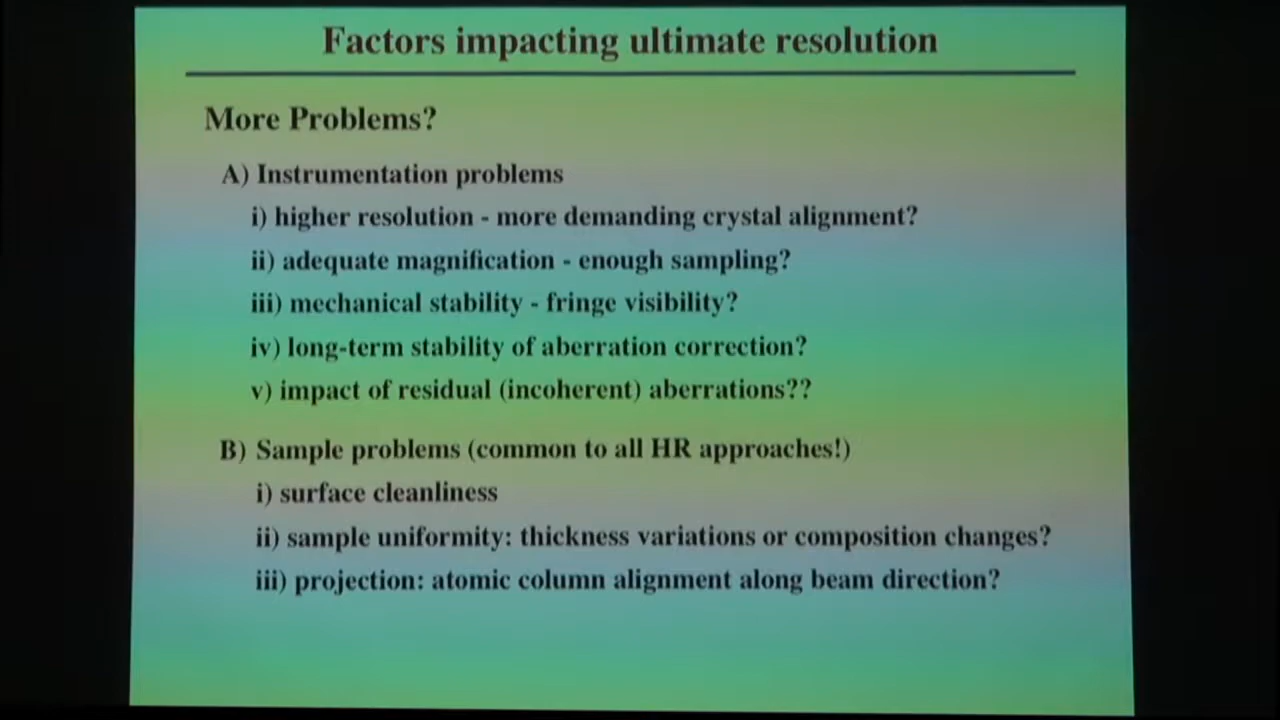 Factors impacting ultimate resolution
More Problems?
A) Instrumentation problems
i) higher resolution - more demanding crystal alignment?
ii) adequate magnification - enough sampling?
iii) mechanical stability - fringe visibility?
iv) long-term stability of aberration correction?
v) impact of residual (incoherent) aberrations??
B) Sample problems (common to all HR approaches!)
i) surface cleanliness
ii) sample uniformity: thickness variations or composition changes?
iii) projection: atomic column alignment along beam direction?